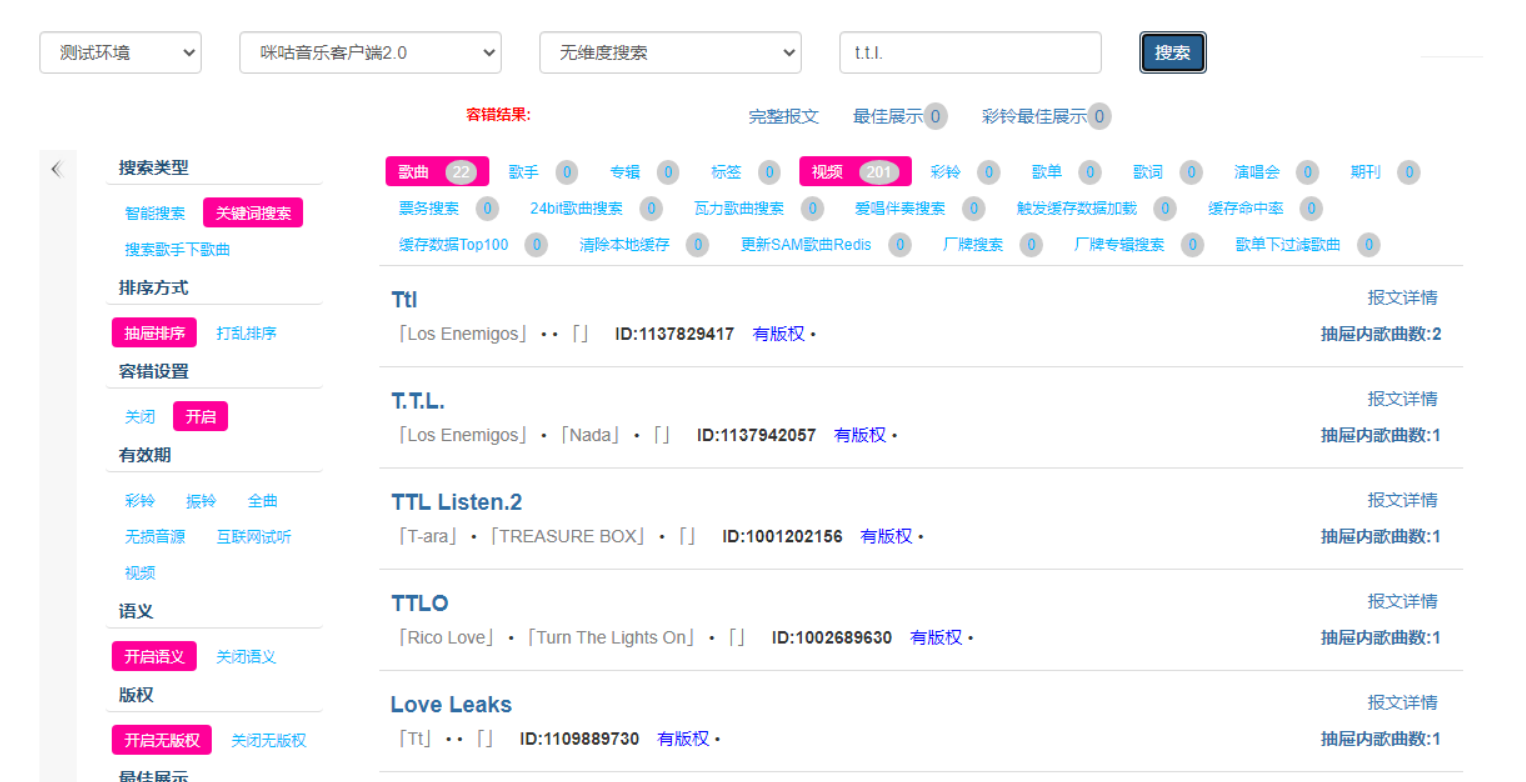 测试环境 咪咕音乐客户端2.0 无维度搜索 t.t.l. 搜索
容错结果: 完整报文 最佳展示 0 彩铃最佳展示 0
搜索类型
智能搜索 关键词搜索
搜索歌手下歌曲
排序方式
抽屉排序 打乱排序
容错设置
关闭 开启
有效期
彩铃 振铃 全曲
无损音源 互联网试听
视频
语义
开启语义 关闭语义
版权
开启无版权 关闭无版权
最佳展示
歌曲 22 歌手 0 专辑 0 标签 0 视频 201 彩铃 0 歌单 0 歌词 0 演唱会 0 期刊 0
票务搜索 0 24bit歌曲搜索 0 瓦力歌曲搜索 0 爱唱伴奏搜索 0 触发缓存数据加载 0 缓存命中率 0
缓存数据Top100 0 清除本地缓存 0 更新SAM歌曲Redis 0 厂牌搜索 0 厂牌专辑搜索 0 歌单下过滤歌曲 0
Ttl 报文详情
「Los Enemigos」 • • 「」 ID:1137829417 有版权 • 抽屉内歌曲数:2
T.T.L. 报文详情
「Los Enemigos」 • 「Nada」 • 「」 ID:1137942057 有版权 • 抽屉内歌曲数:1
TTL Listen.2 报文详情
「T-ara」 • 「TREASURE BOX」 • 「」 ID:1001202156 有版权 • 抽屉内歌曲数:1
TTLO 报文详情
「Rico Love」 • 「Turn The Lights On」 • 「」 ID:1002689630 有版权 • 抽屉内歌曲数:1
Love Leaks 报文详情
「Tt」 • • 「」 ID:1109889730 有版权 • 抽屉内歌曲数:1